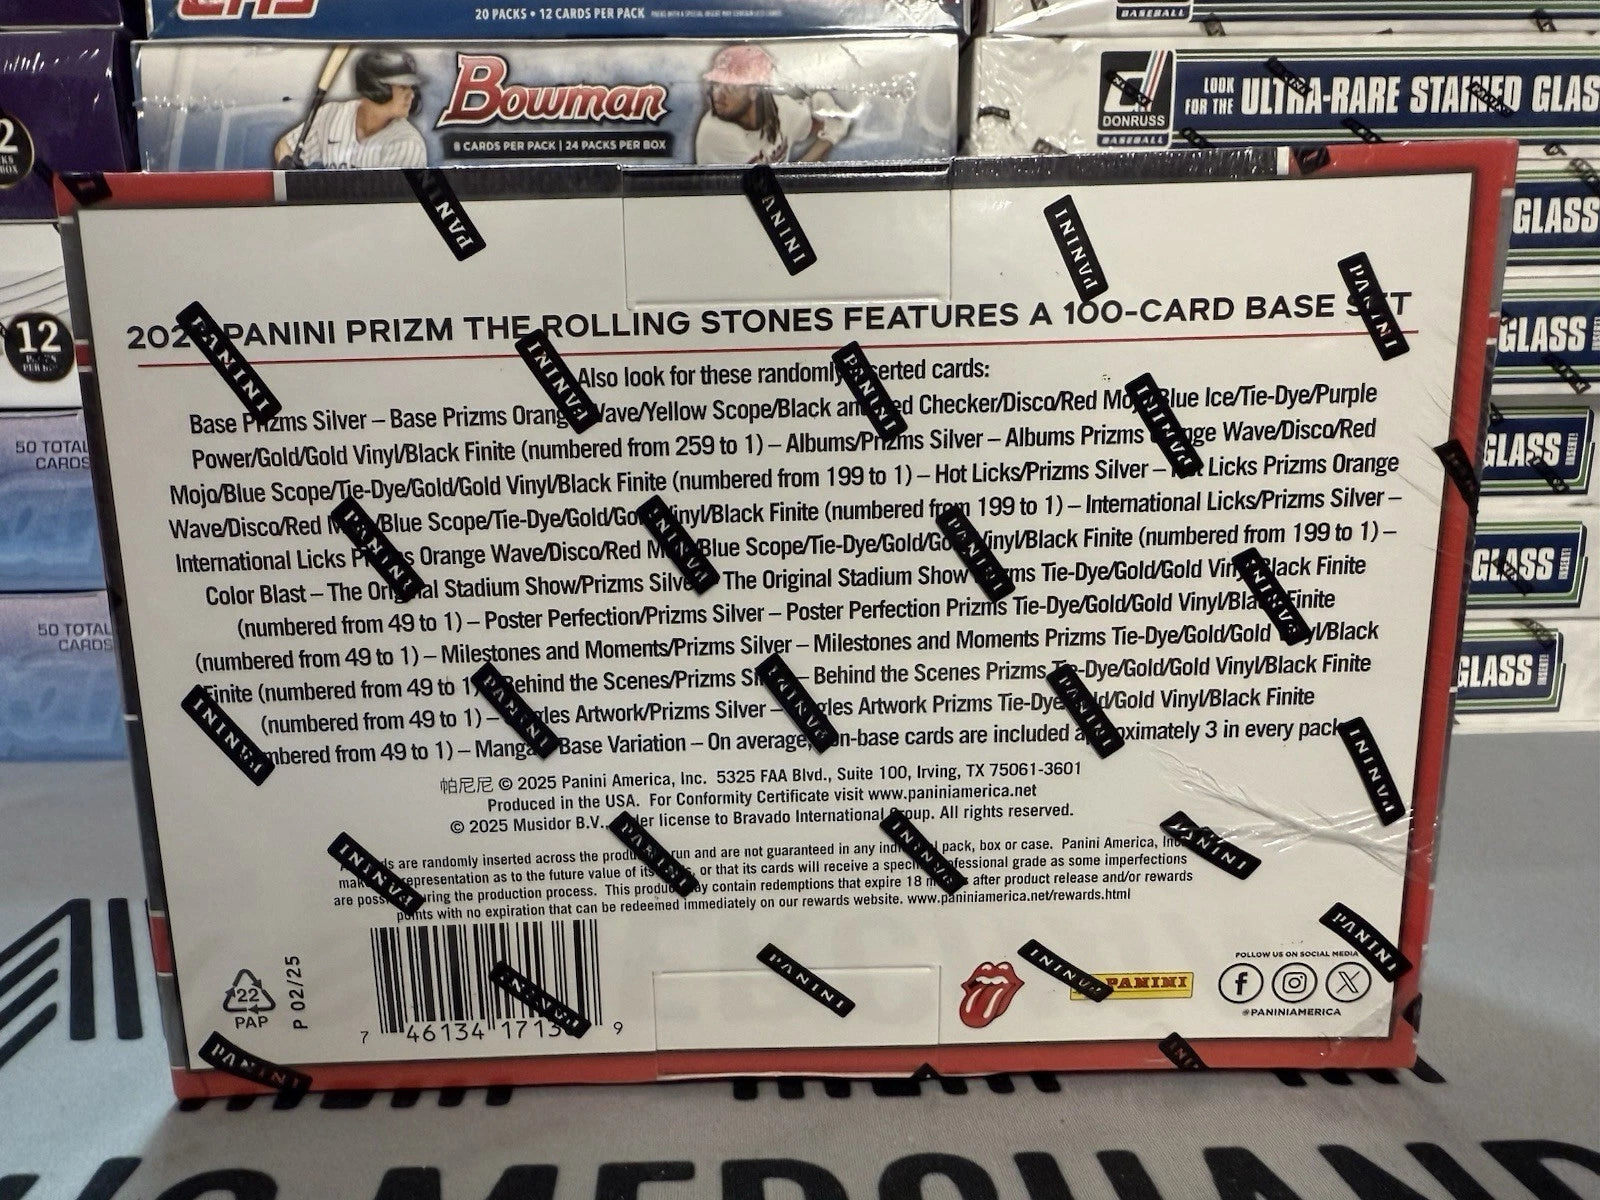 20 PACKS • 12 CARDS PER PACK
Bowman
8 CARDS PER PACK | 24 PACKS PER BOX
BASEBALL
DONRUSS
BASEBALL
LOOK FOR THE ULTRA-RARE STAINED GLASS
GLASS
GLASS
GLASS
GLASS
GLASS
12
50 TOTAL
CARDS
50 TOTAL
CARDS
PANINI PRIZM THE ROLLING STONES FEATURES A 100-CARD BASE SET
Also look for these randomly inserted cards:
Base Prizms Silver – Base Prizms Orange Wave/Yellow Scope/Black and Red Checker/Disco/Red Mojo/Blue Ice/Tie-Dye/Purple
Power/Gold/Gold Vinyl/Black Finite (numbered from 259 to 1) – Albums/Prizms Silver – Albums Prizms Orange Wave/Disco/Red
Mojo/Blue Scope/Tie-Dye/Gold/Gold Vinyl/Black Finite (numbered from 199 to 1) – Hot Licks/Prizms Silver – Hot Licks Prizms Orange
Wave/Disco/Red Mojo/Blue Scope/Tie-Dye/Gold/Gold Vinyl/Black Finite (numbered from 199 to 1) – International Licks/Prizms Silver –
International Licks Prizms Orange Wave/Disco/Red Mojo/Blue Scope/Tie-Dye/Gold/Gold Vinyl/Black Finite (numbered from 199 to 1) –
Color Blast – The Original Stadium Show/Prizms Silver – The Original Stadium Show Prizms Tie-Dye/Gold/Gold Vinyl/Black Finite
(numbered from 49 to 1) – Poster Perfection/Prizms Silver – Poster Perfection Prizms Tie-Dye/Gold/Gold Vinyl/Black Finite
(numbered from 49 to 1) – Milestones and Moments/Prizms Silver – Milestones and Moments Prizms Tie-Dye/Gold/Gold Vinyl/Black
Finite (numbered from 49 to 1) – Behind the Scenes/Prizms Silver – Behind the Scenes Prizms Tie-Dye/Gold/Gold Vinyl/Black Finite
(numbered from 49 to 1) – Singles Artwork/Prizms Silver – Singles Artwork Prizms Tie-Dye/Gold/Gold Vinyl/Black Finite
(numbered from 49 to 1) – Manga – Base Variation – On average, non-base cards are included approximately 3 in every pack.
帕尼尼 © 2025 Panini America, Inc. 5325 FAA Blvd., Suite 100, Irving, TX 75061-3601
Produced in the USA. For Conformity Certificate visit www.paniniamerica.net
© 2025 Musidor B.V., under license to Bravado International Group. All rights reserved.
are randomly inserted across the production run and are not guaranteed in any individual pack, box or case. Panini America, Inc.
makes no representation as to the future value of its cards, or that its cards will receive a specific professional grade as some imperfections
are possible during the production process. This product may contain redemptions that expire 18 months after product release and/or rewards
points with no expiration that can be redeemed immediately on our rewards website. www.paniniamerica.net/rewards.html
22
PAP
P 02/25
7 46134 1713 9
PANINI
FOLLOW US ON SOCIAL MEDIA
@PANINIAMERICA